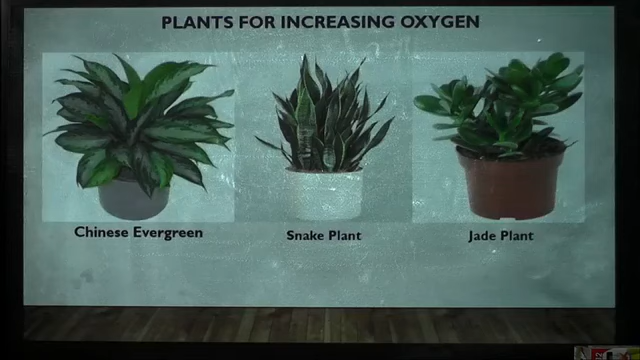 PLANTS FOR INCREASING OXYGEN
Chinese Evergreen
Snake Plant
Jade Plant